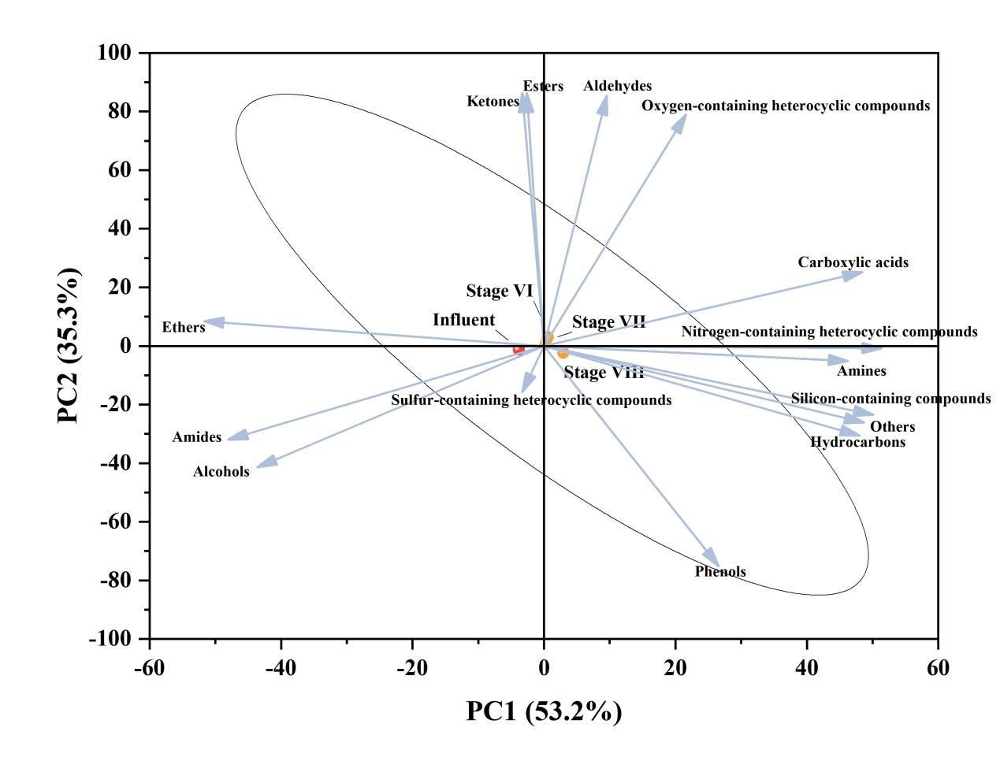 100
Esters
Aldehydes
Ketones
Oxygen-containing heterocyclic compounds
80
60
40
Carboxylic acids
20
Stage VI
Influent
Stage VII
Ethers
Nitrogen-containing heterocyclic compounds
0
Amines
Stage VIII
Sulfur-containing heterocyclic compounds
Silicon-containing compounds
-20
Others
Amides
Hydrocarbons
-40
Alcohols
-60
Phenols
-80
-100
PC2 (35.3%)
-60 -40 -20 0 20 40 60
PC1 (53.2%)